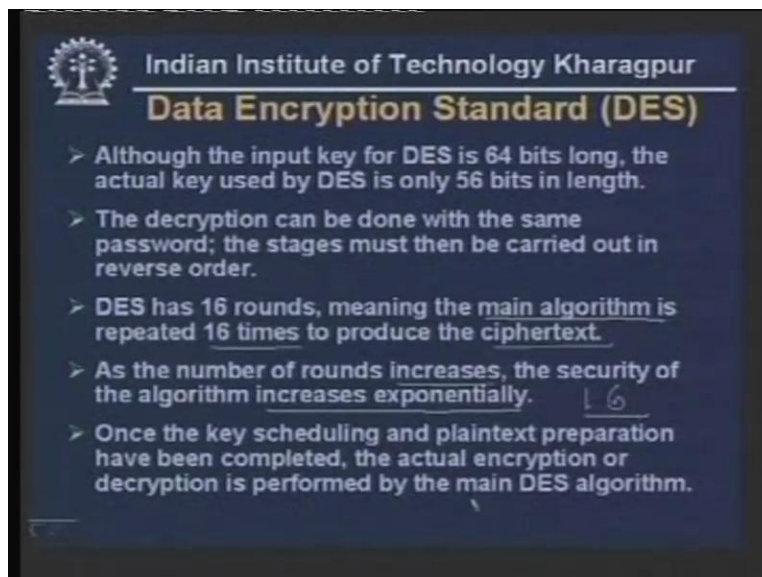 Indian Institute of Technology Kharagpur
Data Encryption Standard (DES)
➢ Although the input key for DES is 64 bits long, the
actual key used by DES is only 56 bits in length.
➢ The decryption can be done with the same
password; the stages must then be carried out in
reverse order.
➢ DES has 16 rounds, meaning the main algorithm is
repeated 16 times to produce the ciphertext.
➢ As the number of rounds increases, the security of
the algorithm increases exponentially. 16
➢ Once the key scheduling and plaintext preparation
have been completed, the actual encryption or
decryption is performed by the main DES algorithm.